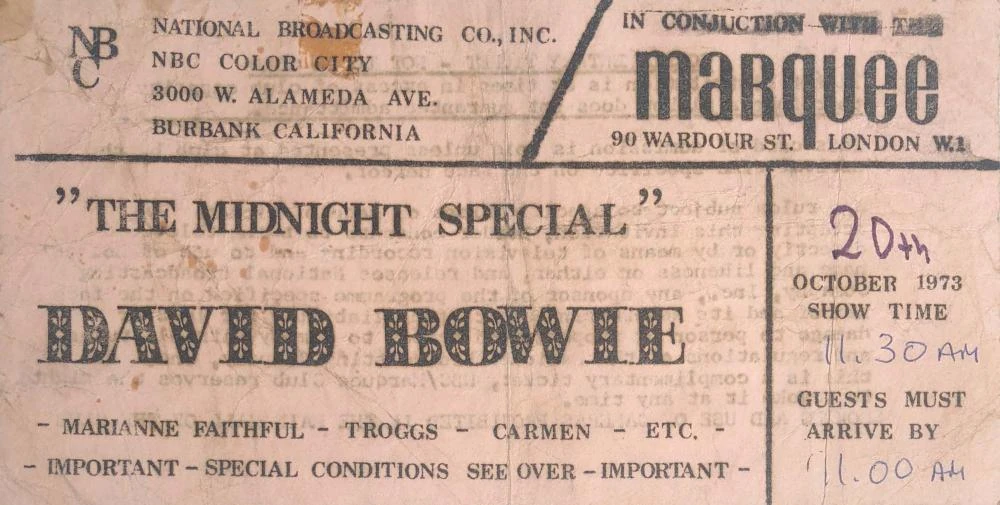 NBC
NATIONAL BROADCASTING CO., INC.
NBC COLOR CITY
3000 W. ALAMEDA AVE.
BURBANK CALIFORNIA
IN CONJUCTION WITH THE
marquee
90 WARDOUR ST. LONDON W.1
"THE MIDNIGHT SPECIAL"
DAVID BOWIE
- MARIANNE FAITHFUL - TROGGS - CARMEN - ETC. -
- IMPORTANT - SPECIAL CONDITIONS SEE OVER - IMPORTANT -
20th
OCTOBER 1973
SHOW TIME
11.30 AM
GUESTS MUST
ARRIVE BY
11.00 AM